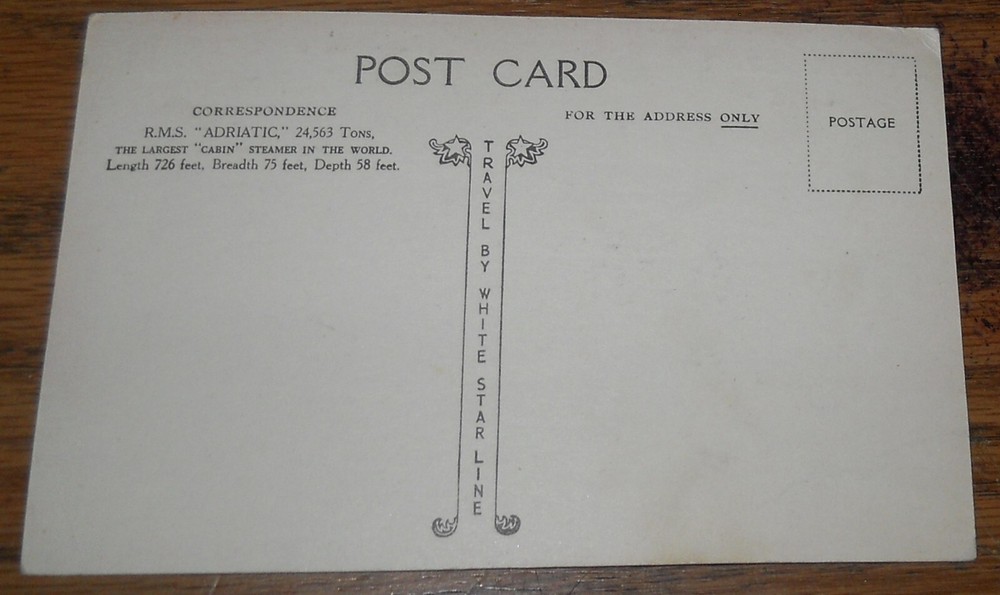 POST CARD
CORRESPONDENCE
R.M.S. "ADRIATIC," 24,563 Tons,
THE LARGEST "CABIN" STEAMER IN THE WORLD.
Length 726 feet, Breadth 75 feet, Depth 58 feet.
TRAVEL BY WHITE STAR LINE
FOR THE ADDRESS ONLY
POSTAGE